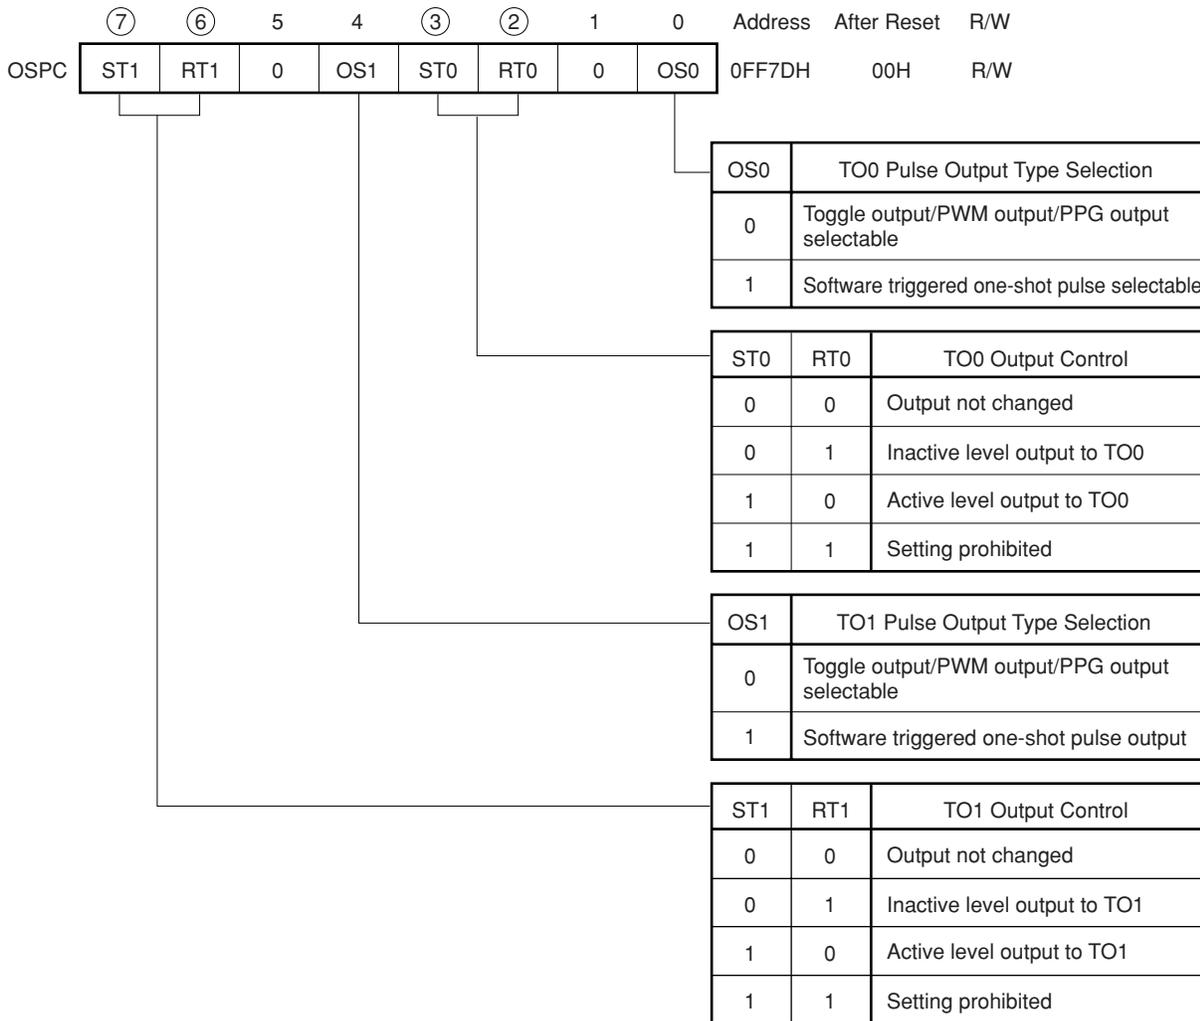 ⑦ ⑥ 5 4 ③ ② 1 0 Address After Reset R/W
OSPC ST1 RT1 0 OS1 ST0 RT0 0 OS0 0FF7DH 00H R/W
OS0 TO0 Pulse Output Type Selection
0 Toggle output/PWM output/PPG output
selectable
1 Software triggered one-shot pulse selectable
ST0 RT0 TO0 Output Control
0 0 Output not changed
0 1 Inactive level output to TO0
1 0 Active level output to TO0
1 1 Setting prohibited
OS1 TO1 Pulse Output Type Selection
0 Toggle output/PWM output/PPG output
selectable
1 Software triggered one-shot pulse output
ST1 RT1 TO1 Output Control
0 0 Output not changed
0 1 Inactive level output to TO1
1 0 Active level output to TO1
1 1 Setting prohibited